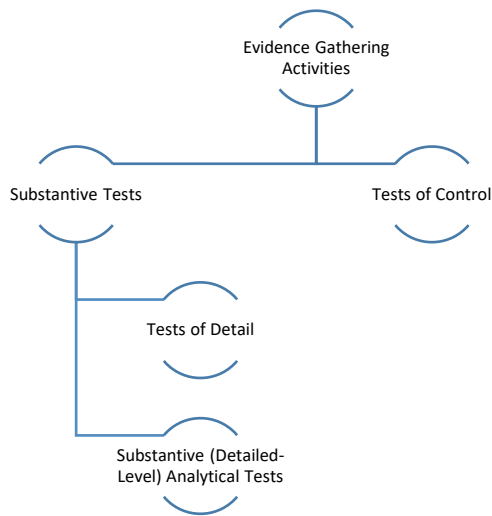 Evidence Gathering
Activities
Substantive Tests
Tests of Control
Tests of Detail
Substantive (Detailed-
Level) Analytical Tests